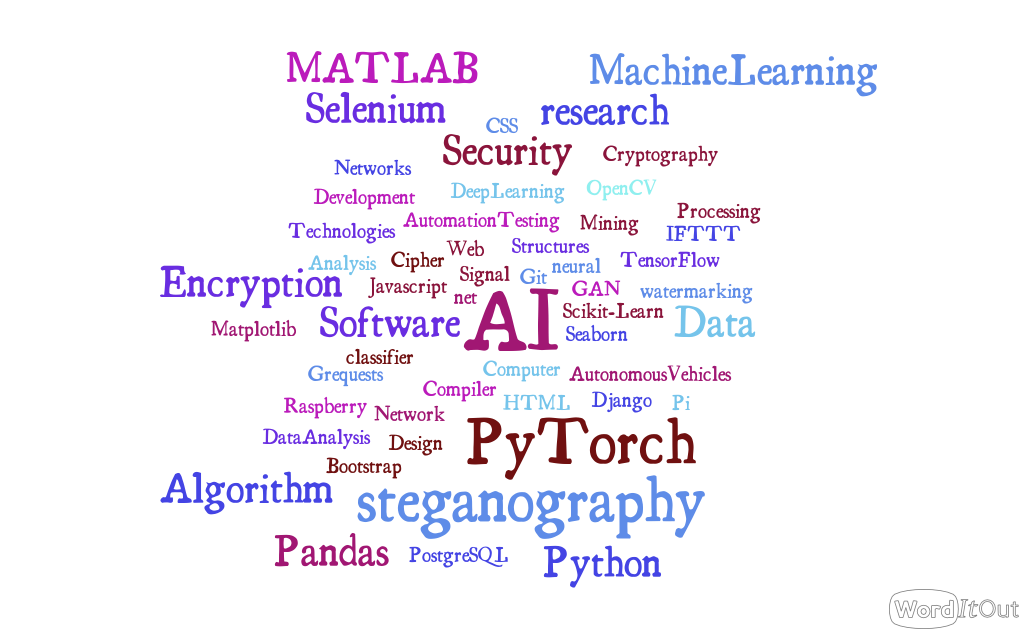 MATLAB MachineLearning
Selenium research
CSS
Security Cryptography
Networks
Development DeepLearning OpenCV
AutomationTesting Mining Processing
Technologies IFTTT
Web Structures
Analysis Cipher neural TensorFlow
Encryption Javascript Signal Git GAN watermarking
net
Matplotlib Software AI Scikit-Learn Data
Seaborn
classifier
Grequests Computer AutonomousVehicles
Compiler
Raspberry Network HTML Django Pi
DataAnalysis Design PyTorch
Bootstrap
Algorithm steganography
Pandas PostgreSQL Python
WordItOut